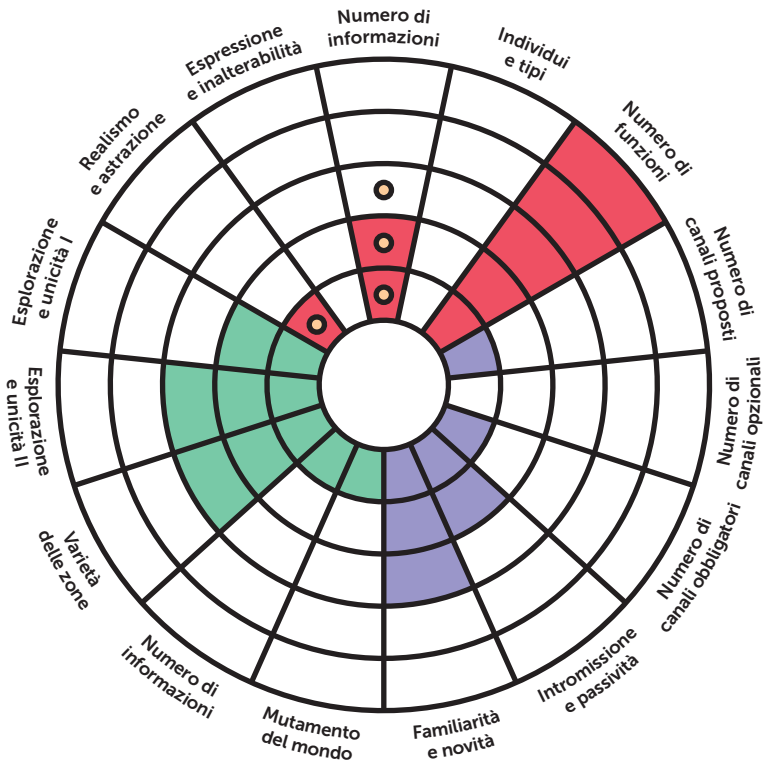 Numero di
informazioni
Individui
e tipi
Numero di
funzioni
Numero di
canali proposti
Numero di
canali opzionali
Numero di
canali obbligatori
Intromissione
e passività
Familiarità
e novità
Mutamento
del mondo
Numero di
informazioni
Varietà
delle zone
Esplorazione
e unicità II
Esplorazione
e unicità I
Realismo
e astrazione
Espressione
e inalterabilità